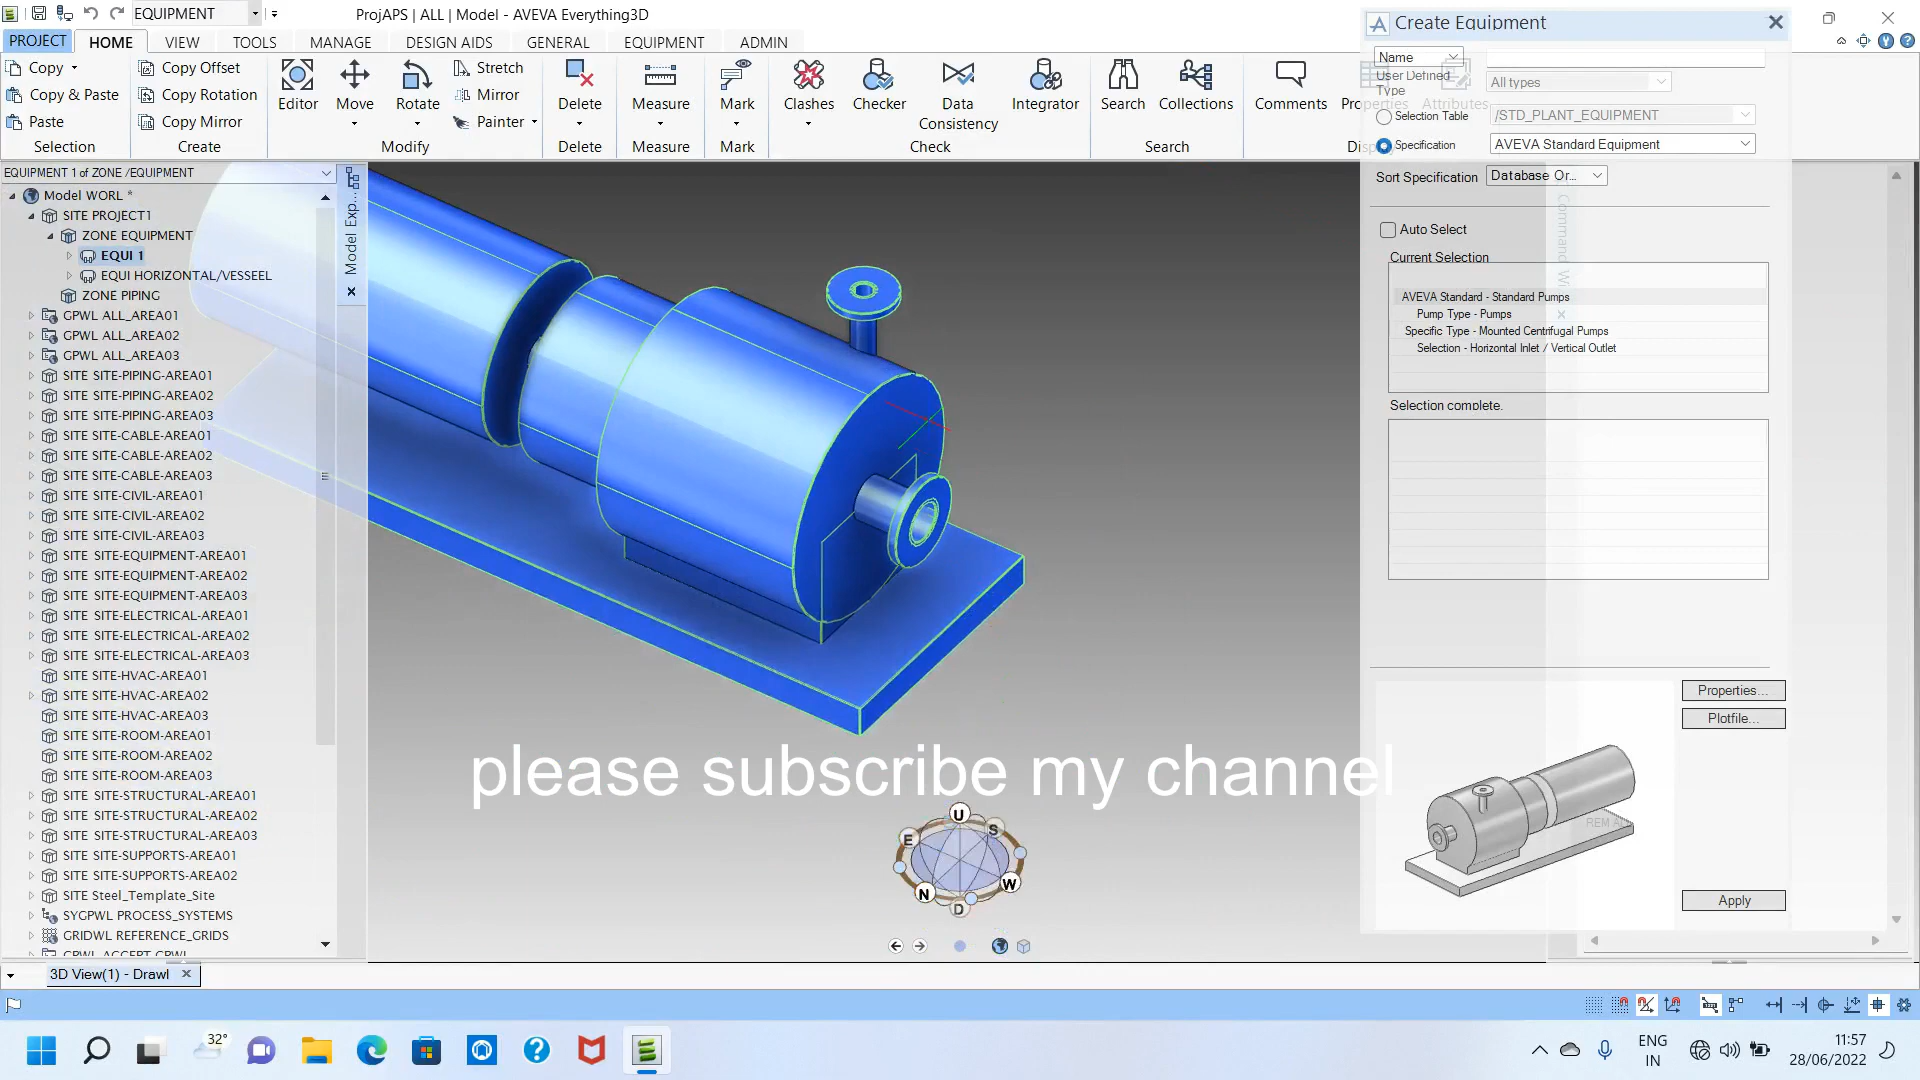 EQUIPMENT
ProjAPS | ALL | Model - AVEVA Everything3D
PROJECT
HOME
VIEW
TOOLS
MANAGE
DESIGN AIDS
GENERAL
EQUIPMENT
ADMIN
Copy
Copy & Paste
Paste
Selection
Copy Offset
Copy Rotation
Copy Mirror
Create
Editor
Move
Rotate
Stretch
Mirror
Painter
Modify
Delete
Delete
Measure
Measure
Mark
Mark
Clashes
Checker
Data
Consistency
Integrator
Check
Search
Collections
Search
Comments
Properties
Attributes
EQUIPMENT 1 of ZONE /EQUIPMENT
Model WORL *
SITE PROJECT1
ZONE EQUIPMENT
EQUI 1
EQUI HORIZONTAL/VESSEEL
ZONE PIPING
GPWL ALL_AREA01
GPWL ALL_AREA02
GPWL ALL_AREA03
SITE SITE-PIPING-AREA01
SITE SITE-PIPING-AREA02
SITE SITE-PIPING-AREA03
SITE SITE-CABLE-AREA01
SITE SITE-CABLE-AREA02
SITE SITE-CABLE-AREA03
SITE SITE-CIVIL-AREA01
SITE SITE-CIVIL-AREA02
SITE SITE-CIVIL-AREA03
SITE SITE-EQUIPMENT-AREA01
SITE SITE-EQUIPMENT-AREA02
SITE SITE-EQUIPMENT-AREA03
SITE SITE-ELECTRICAL-AREA01
SITE SITE-ELECTRICAL-AREA02
SITE SITE-ELECTRICAL-AREA03
SITE SITE-HVAC-AREA01
SITE SITE-HVAC-AREA02
SITE SITE-HVAC-AREA03
SITE SITE-ROOM-AREA01
SITE SITE-ROOM-AREA02
SITE SITE-ROOM-AREA03
SITE SITE-STRUCTURAL-AREA01
SITE SITE-STRUCTURAL-AREA02
SITE SITE-STRUCTURAL-AREA03
SITE SITE-SUPPORTS-AREA01
SITE SITE-SUPPORTS-AREA02
SITE Steel_Template_Site
SYGPWL PROCESS_SYSTEMS
GRIDWL REFERENCE_GRIDS
Model Exp...
Create Equipment
Name
User Defined
Type
All types
Selection Table
/STD_PLANT_EQUIPMENT
Specification
AVEVA Standard Equipment
Sort Specification
Database Or...
Auto Select
Current Selection
AVEVA Standard - Standard Pumps
Pump Type - Pumps
Specific Type - Mounted Centrifugal Pumps
Selection - Horizontal Inlet / Vertical Outlet
Selection complete.
Properties...
Plotfile...
Apply
please subscribe my channel
U
E
S
N
W
D
3D View(1) - Drawl
32°
ENG
IN
11:57
28/06/2022